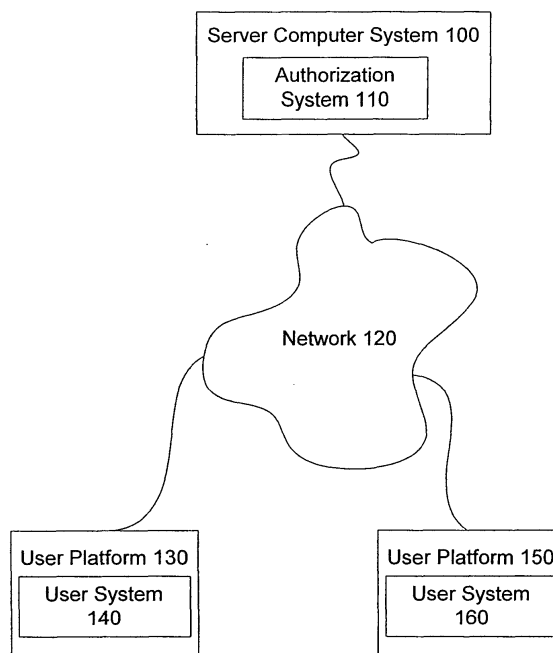 Server Computer System 100
Authorization
System 110
Network 120
User Platform 130
User System
140
User Platform 150
User System
160